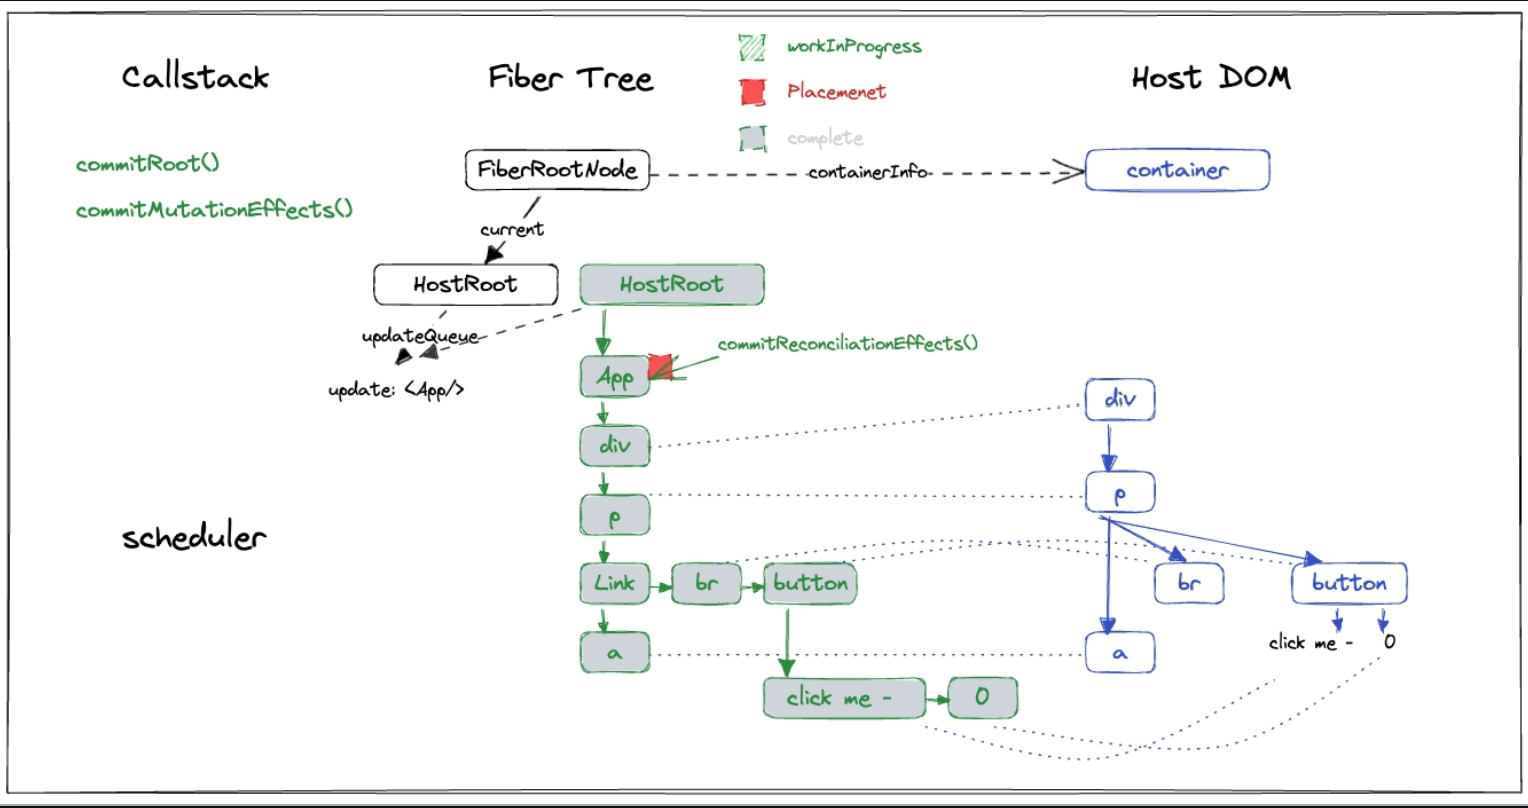 Callstack
Fiber Tree
workInProgress
Placemenet
complete
Host DOM
commitRoot()
commitMutationEffects()
FiberRootNode
containerInfo
container
current
HostRoot
HostRoot
updateQueue
update: <App/>
commitReconciliationEffects()
App
div
div
p
p
scheduler
Link
br
button
br
button
click me -
0
a
a
click me -
0